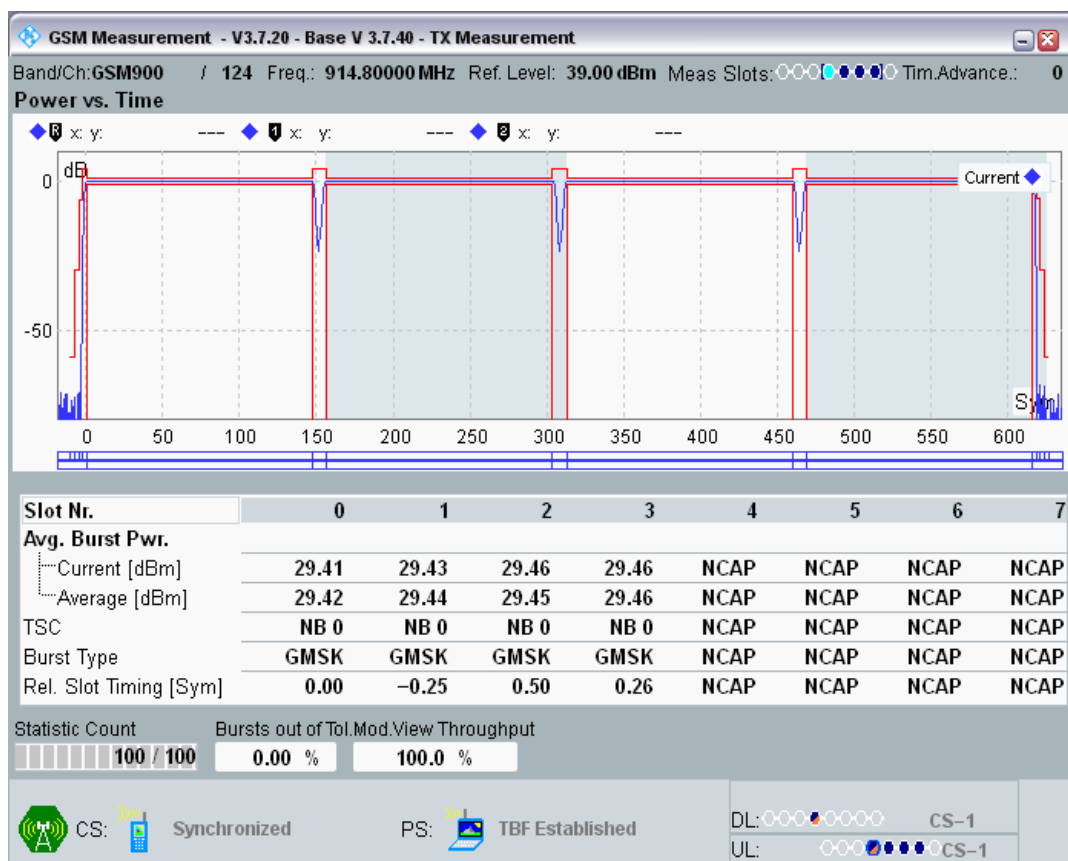 GSM Measurement - V3.7.20 - Base V 3.7.40 - TX Measurement
Band/Ch:GSM900 / 124 Freq.: 914.80000 MHz Ref. Level: 39.00 dBm Meas Slots: Tim.Advance.: 0
Power vs. Time
R x: y: --- 1 x: y: --- 2 x: y: ---
dB
Current
0
-50
Sym
0 50 100 150 200 250 300 350 400 450 500 550 600
Slot Nr. 0 1 2 3 4 5 6 7
Avg. Burst Pwr.
Current [dBm] 29.41 29.43 29.46 29.46 NCAP NCAP NCAP NCAP
Average [dBm] 29.42 29.44 29.45 29.46 NCAP NCAP NCAP NCAP
TSC NB 0 NB 0 NB 0 NB 0 NCAP NCAP NCAP NCAP
Burst Type GMSK GMSK GMSK GMSK NCAP NCAP NCAP NCAP
Rel. Slot Timing [Sym] 0.00 −0.25 0.50 0.26 NCAP NCAP NCAP NCAP
Statistic Count Bursts out of Tol.Mod.View Throughput
100 / 100 0.00 % 100.0 %
CS: Synchronized PS: TBF Established
DL: CS−1
UL: CS−1